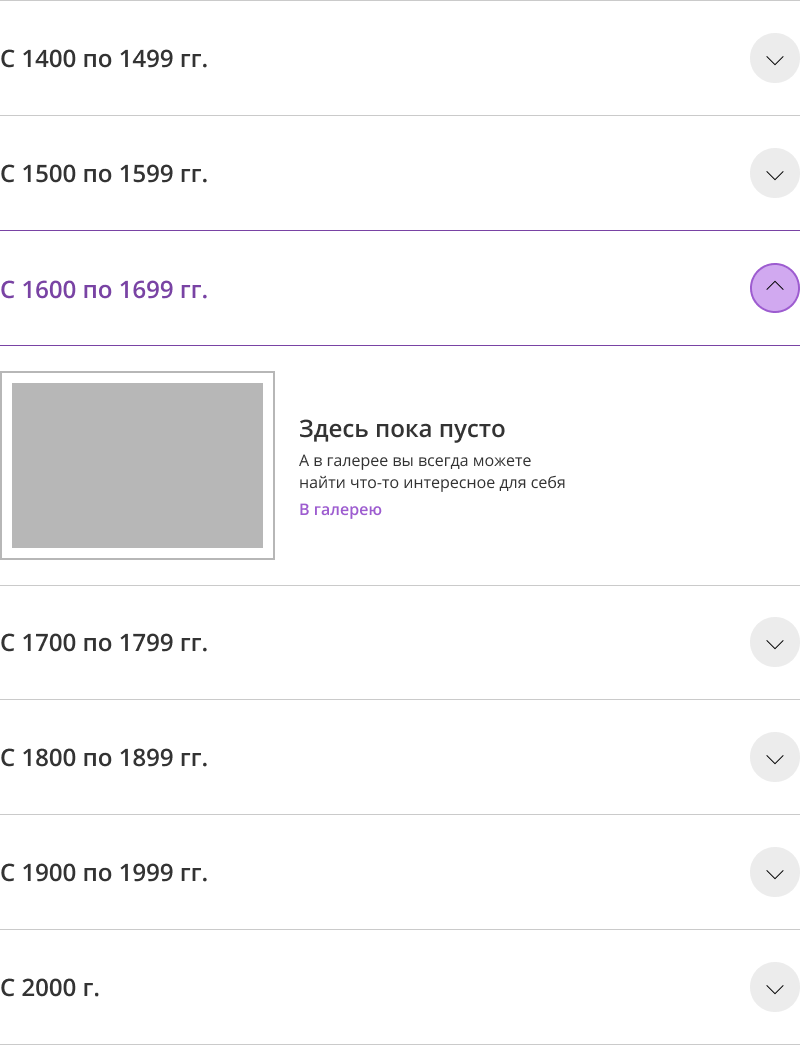 С 1400 по 1499 гг.
С 1500 по 1599 гг.
С 1600 по 1699 гг.
Здесь пока пусто
А в галерее вы всегда можете
найти что-то интересное для себя
В галерею
С 1700 по 1799 гг.
С 1800 по 1899 гг.
С 1900 по 1999 гг.
С 2000 г.